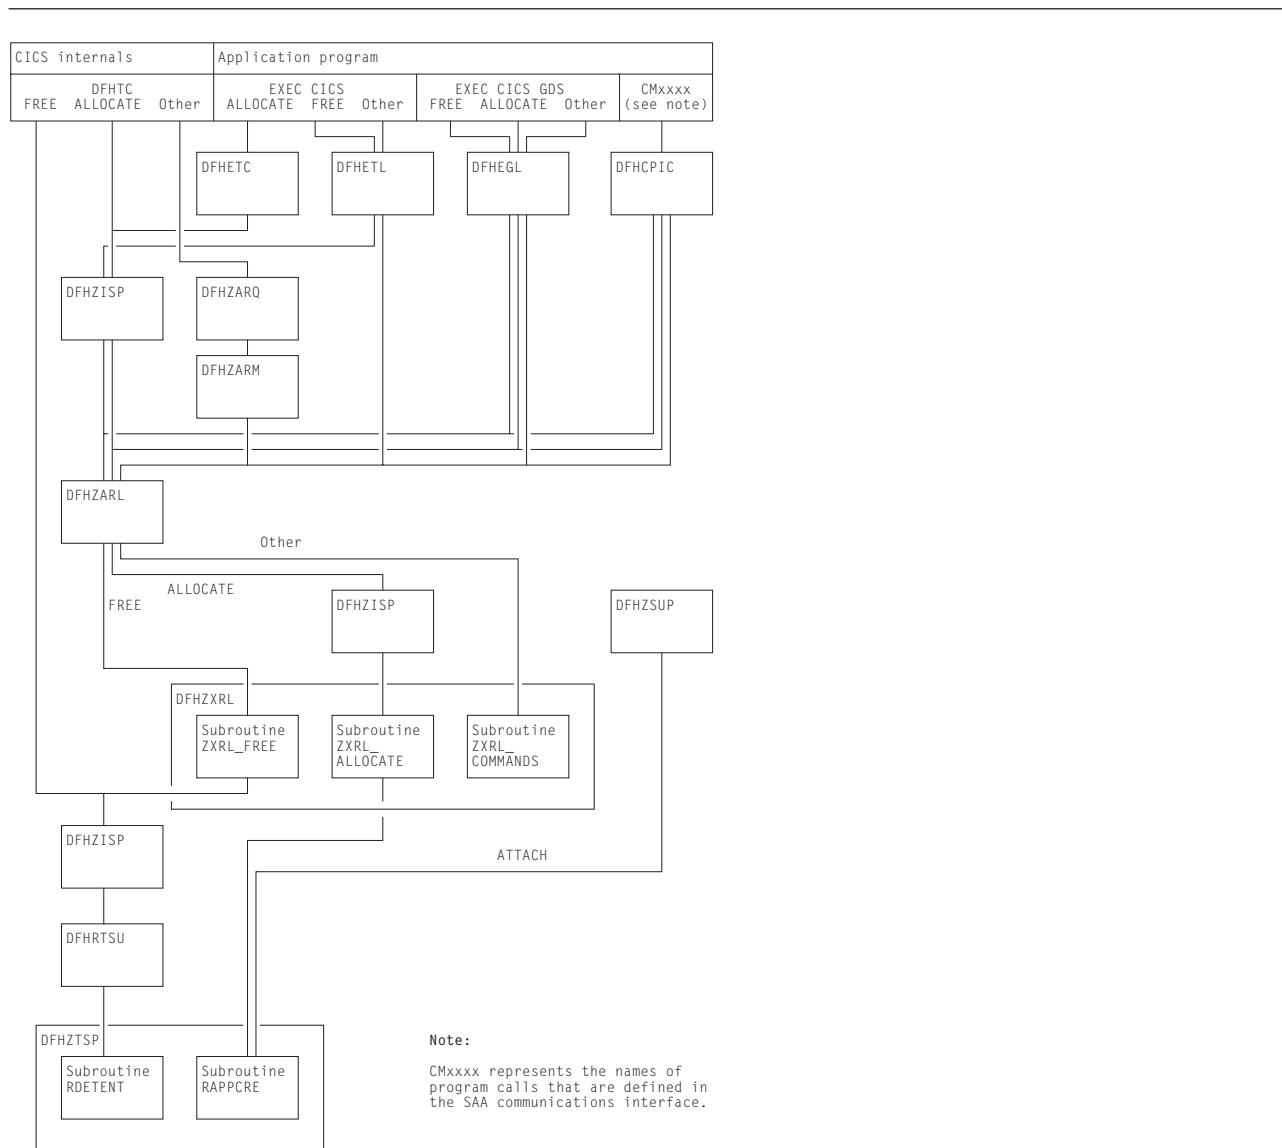 CICS internals
Application program
DFHTC
FREE ALLOCATE Other
EXEC CICS
ALLOCATE FREE Other
EXEC CICS GDS
FREE ALLOCATE Other
CMxxxx
(see note)
DFHETC
DFHETL
DFHEGL
DFHCPIC
DFHZISP
DFHZARQ
DFHZARM
DFHZARL
Other
ALLOCATE
FREE
DFHZISP
DFHZSUP
DFHZXRL
Subroutine
ZXRL_FREE
Subroutine
ZXRL_
ALLOCATE
Subroutine
ZXRL_
COMMANDS
DFHZISP
ATTACH
DFHRTSU
DFHZTSP
Subroutine
RDETENT
Subroutine
RAPPCRE
Note:
CMxxxx represents the names of
program calls that are defined in
the SAA communications interface.